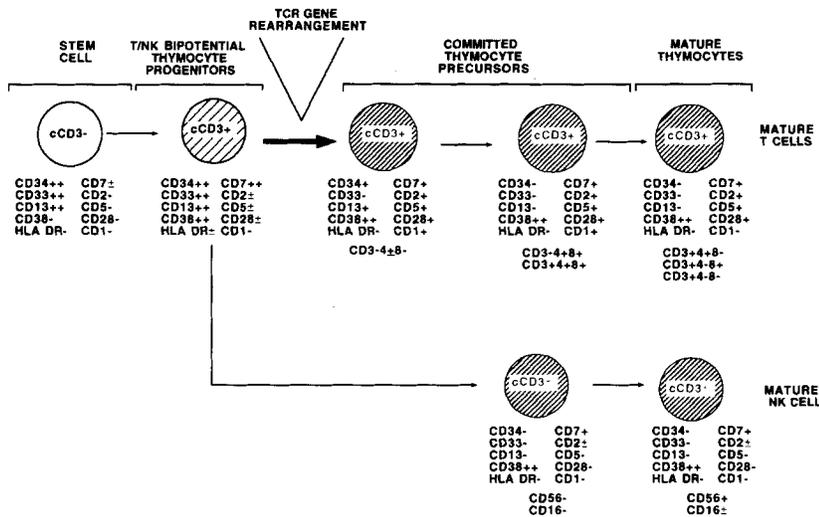 TCR GENE
REARRANGEMENT
STEM
CELL
T/NK BIPOTENTIAL
THYMOCYTE
PROGENITORS
COMMITTED
THYMOCYTE
PRECURSORS
MATURE
THYMOCYTES
cCD3-
cCD3+
cCD3+
cCD3+
cCD3+
MATURE
T CELLS
CD34++ CD7±
CD33++ CD2-
CD13++ CD5-
CD38- CD28-
HLA DR- CD1-
CD34++ CD7++
CD33++ CD2±
CD13++ CD5±
CD38++ CD28±
HLA DR± CD1-
CD34+ CD7+
CD33- CD2+
CD13+ CD5+
CD38++ CD28+
HLA DR- CD1+
CD3-4±8-
CD34- CD7+
CD33- CD2+
CD13- CD5+
CD38++ CD28+
HLA DR- CD1+
CD3-4+8+
CD3+4+8+
CD34- CD7+
CD33- CD2+
CD13- CD5+
CD38++ CD28+
HLA DR- CD1-
CD3+4+8-
CD3+4-8+
CD3+4-8-
cCD3-
cCD3-
MATURE
NK CELL
CD34- CD7+
CD33- CD2±
CD13- CD5-
CD38++ CD28-
HLA DR- CD1-
CD56-
CD16-
CD34- CD7+
CD33- CD2±
CD13- CD5-
CD38++ CD28-
HLA DR- CD1-
CD56+
CD16±